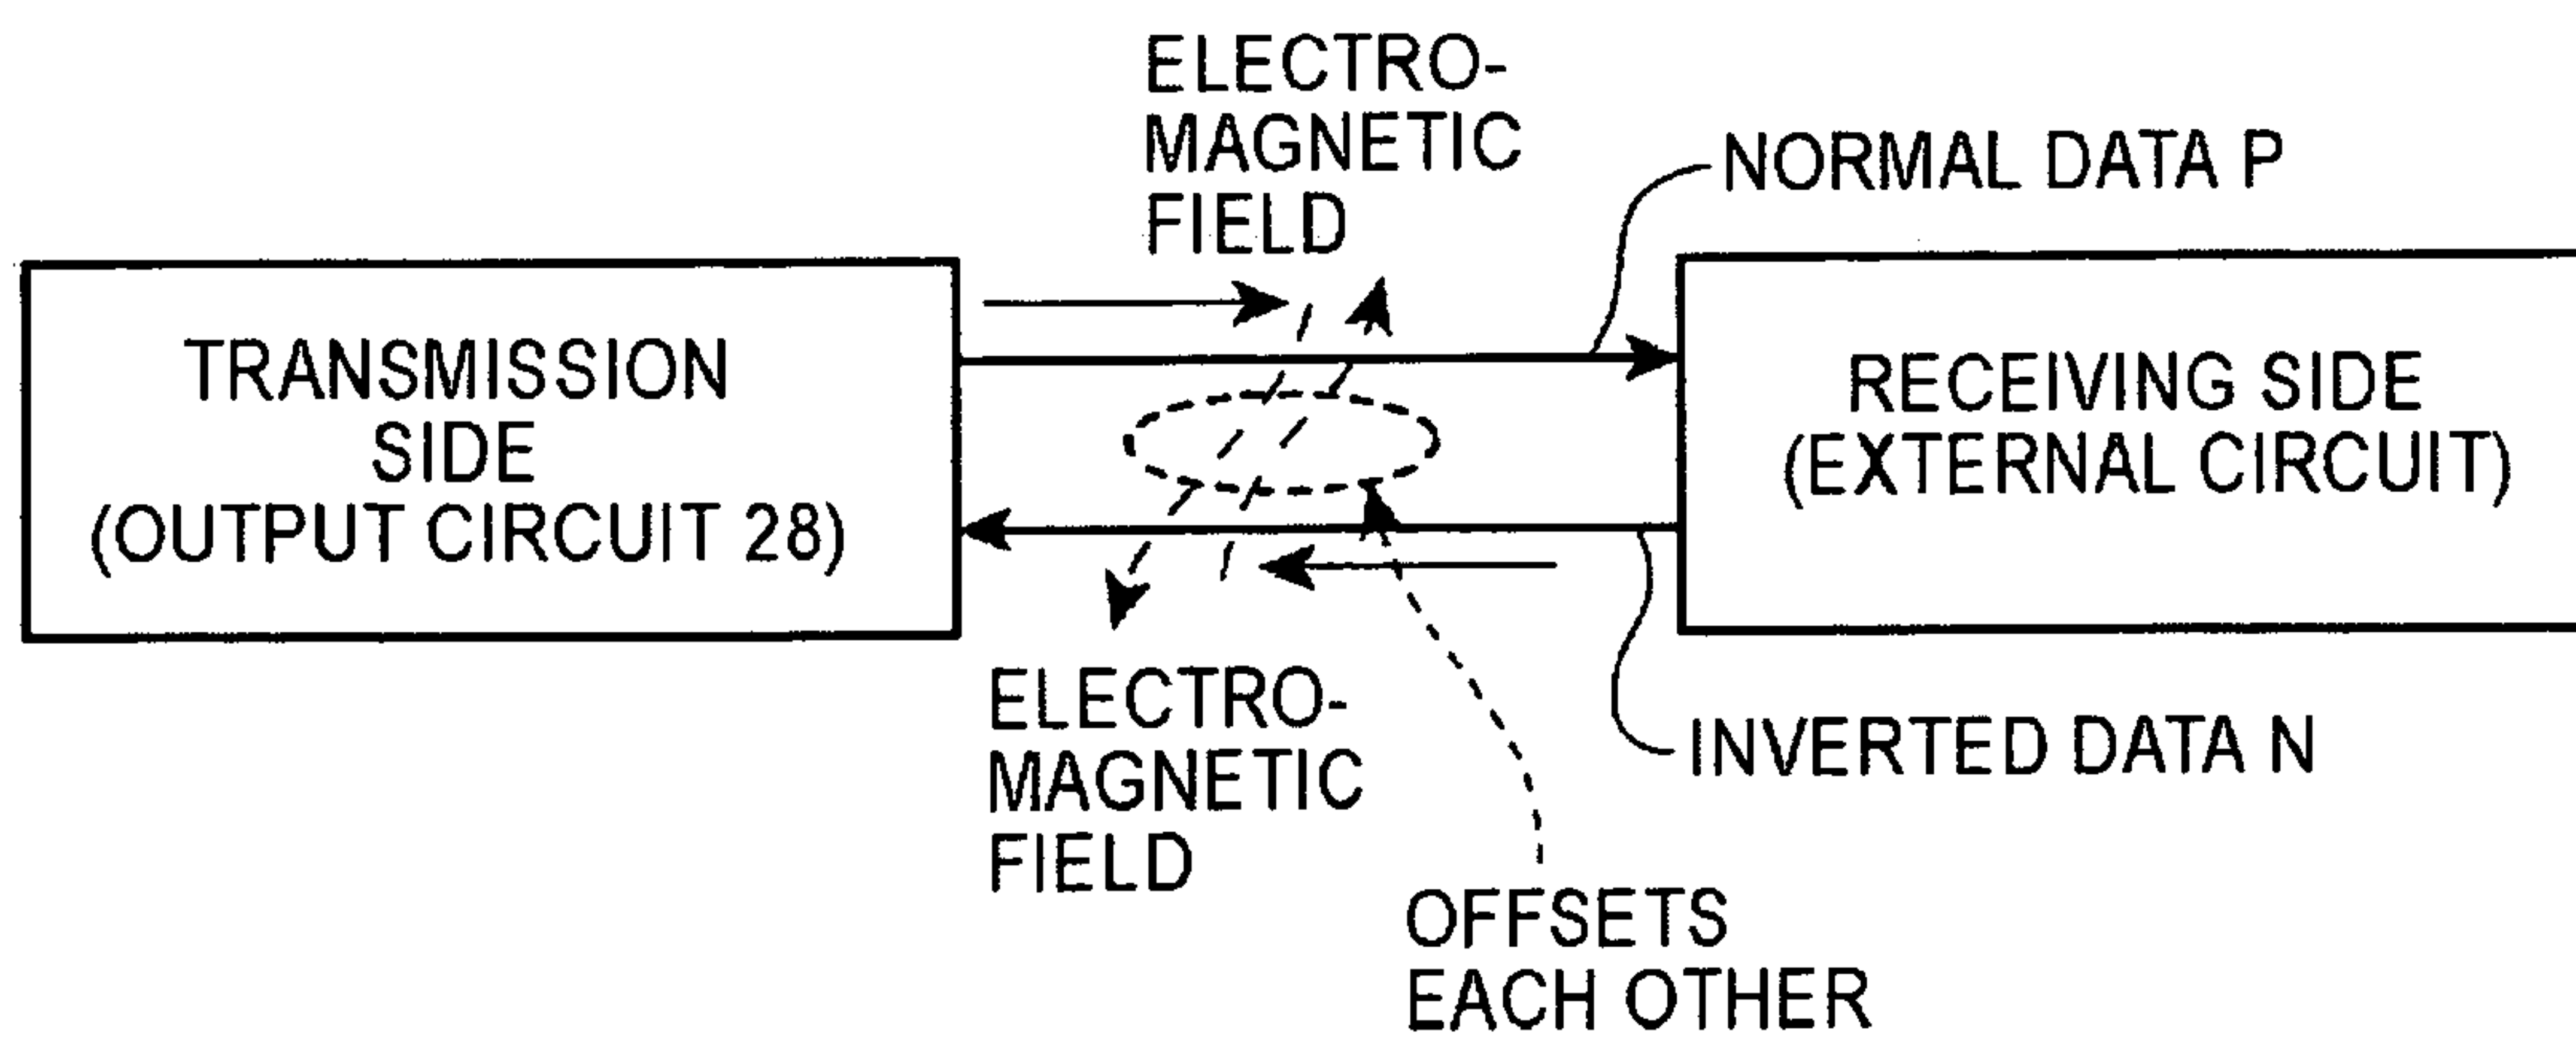 ELECTRO-
MAGNETIC
FIELD
NORMAL DATA P
TRANSMISSION
SIDE
(OUTPUT CIRCUIT 28)
RECEIVING SIDE
(EXTERNAL CIRCUIT)
ELECTRO-
MAGNETIC
FIELD
INVERTED DATA N
OFFSETS
EACH OTHER